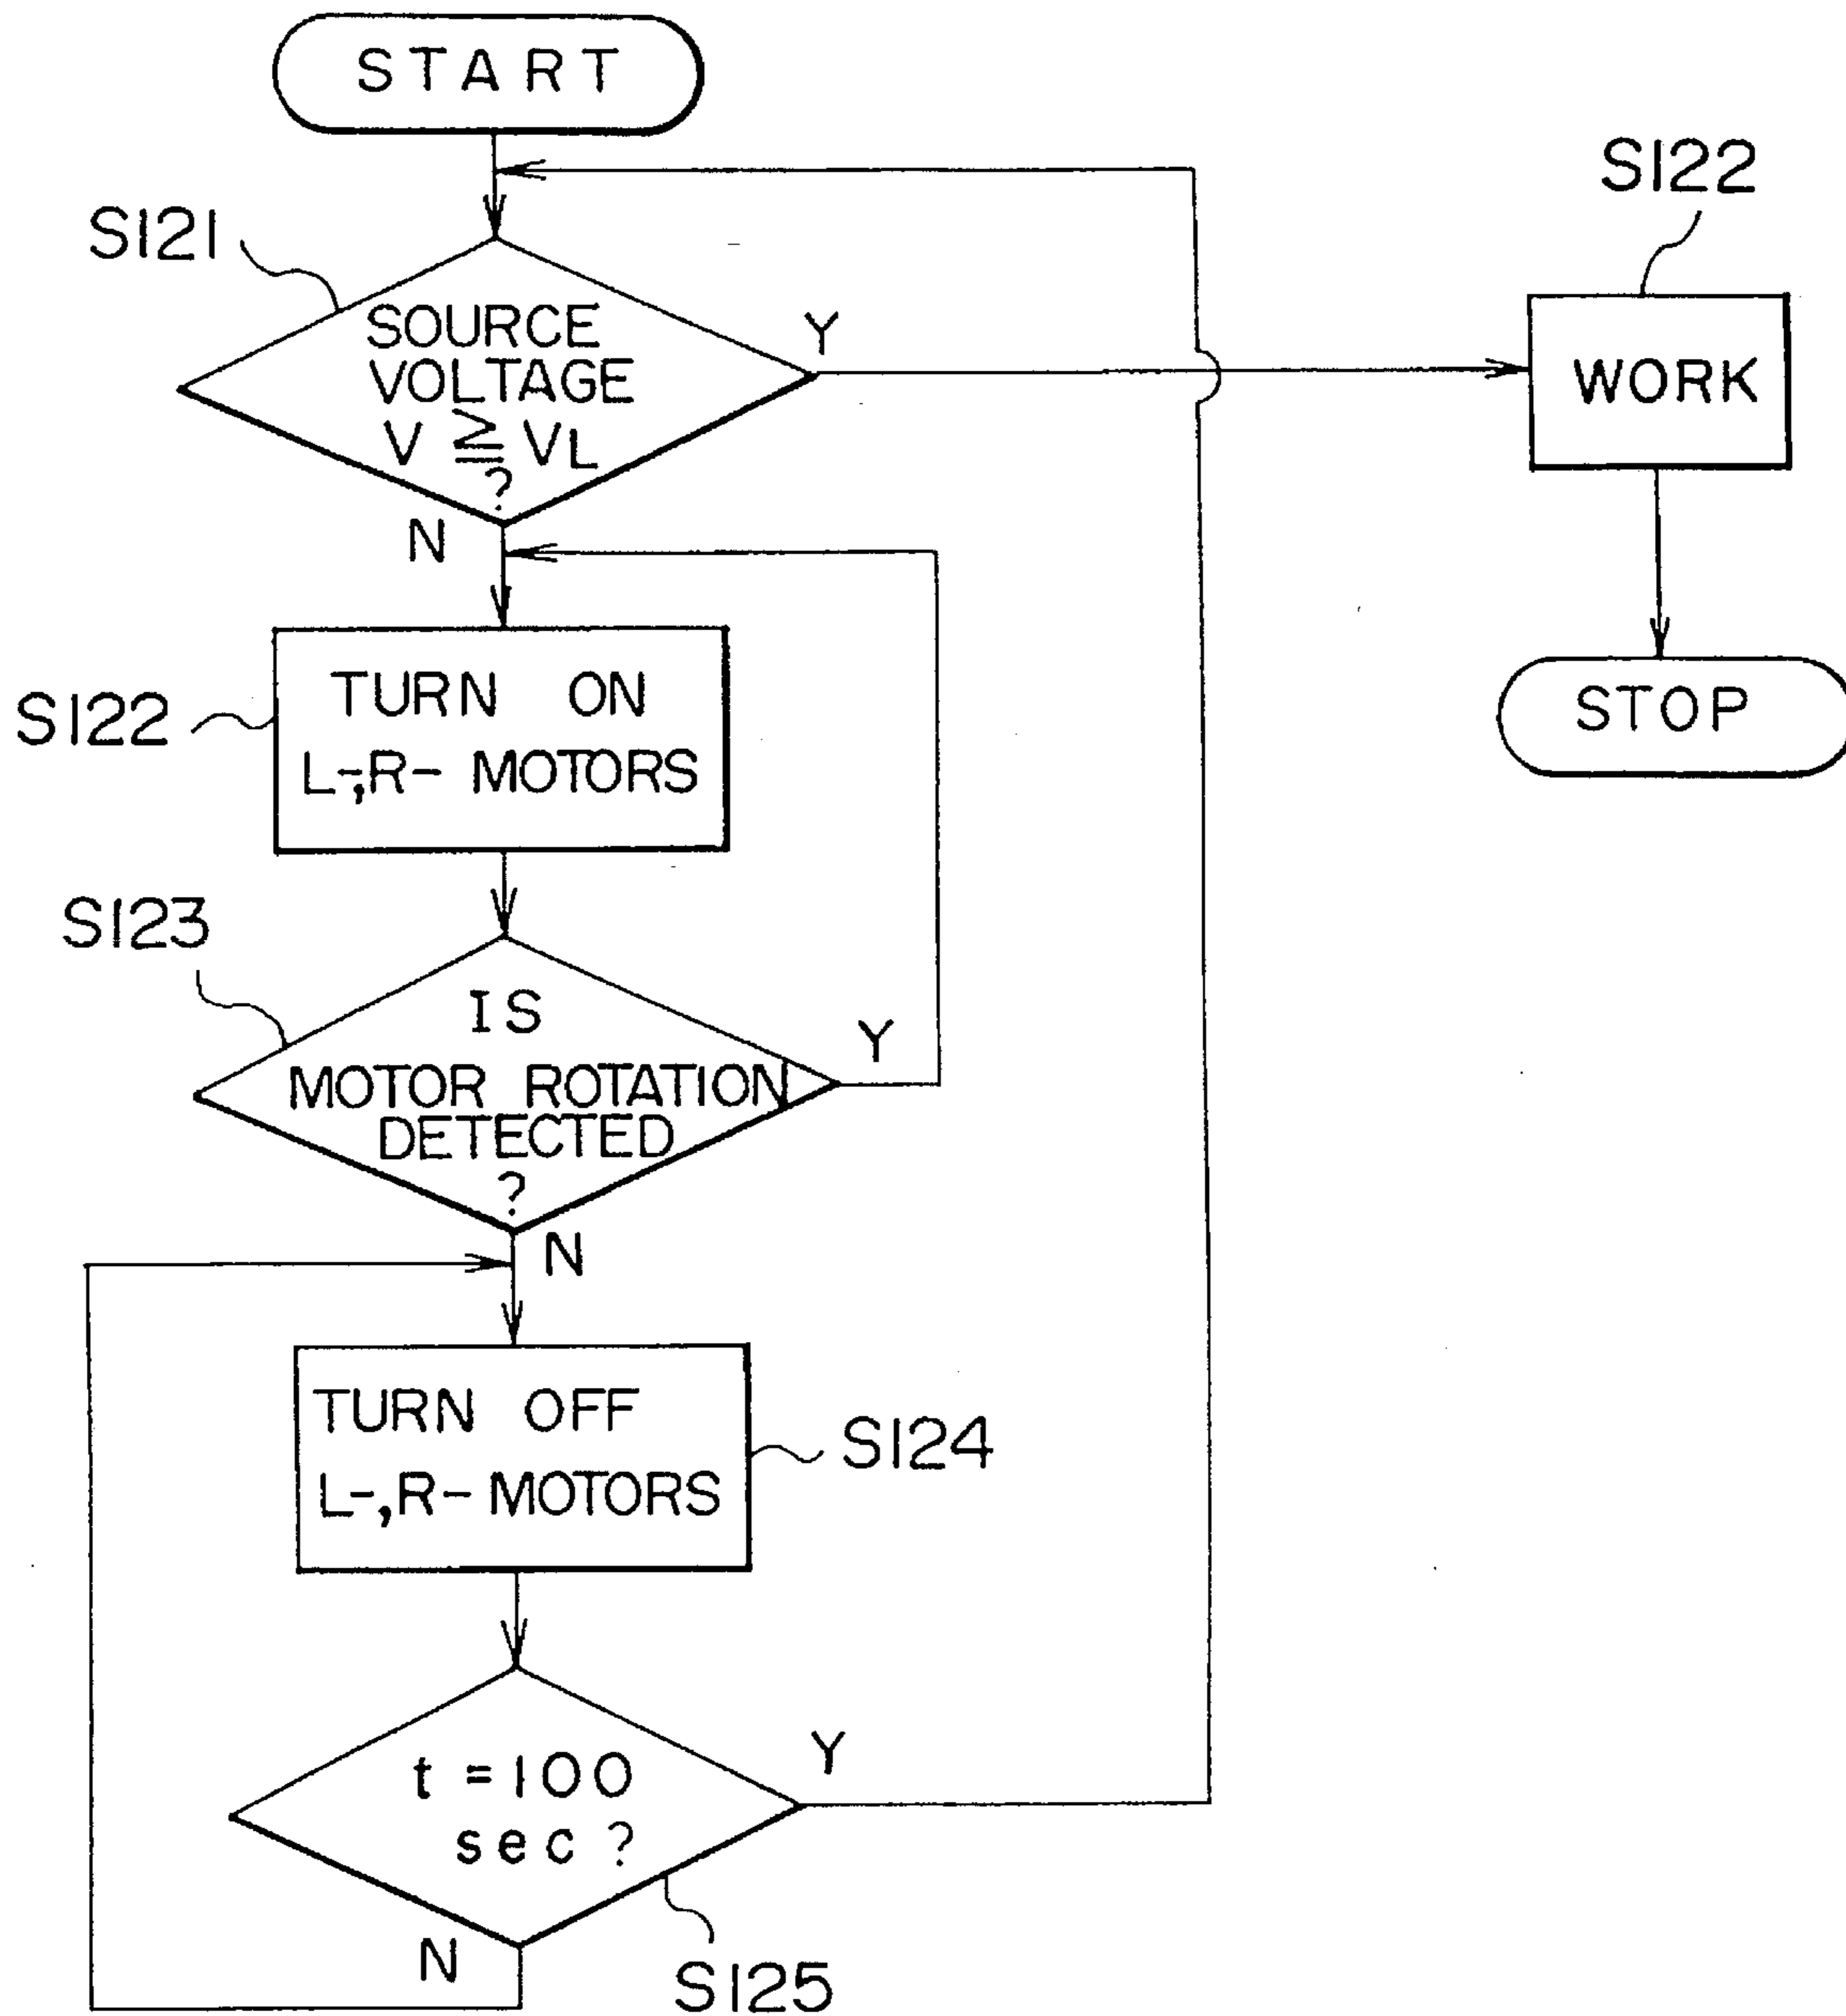 START
S121
SOURCE
VOLTAGE
V ≧ VL
?
Y
N
S122
WORK
STOP
S122
TURN ON
L-,R- MOTORS
S123
IS
MOTOR ROTATION
DETECTED
?
Y
N
TURN OFF
L-,R- MOTORS
S124
t = 100
sec ?
Y
N
S125